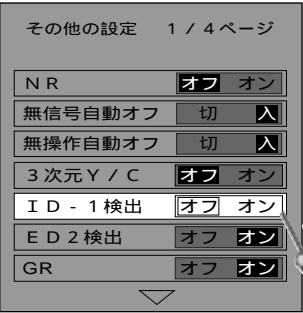 その他の設定　１／４ページ
ＮＲ　オフ　オン
無信号自動オフ　切　入
無操作自動オフ　切　入
３次元Ｙ／Ｃ　オフ　オン
ＩＤ-１検出　オフ　オン
ＥＤ２検出　オフ　オン
GR　オフ　オン